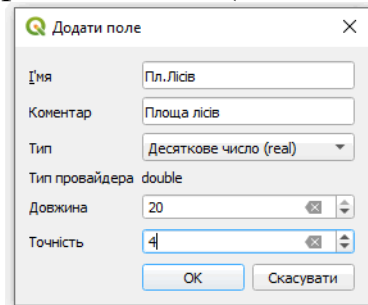 Додати поле
Ім'я Пл.Лісів
Коментар Площа лісів
Тип Десяткове число (real)
Тип провайдера double
Довжина 20
Точність 4
OK Скасувати